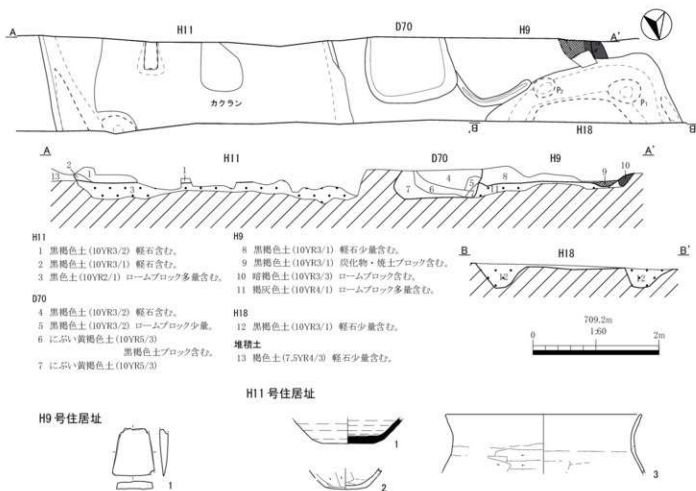 A H11 D70 H9 A'
カクラン
P2 P1
B H18 B'
A H11 D70 H9 A'
13 2 1 3 1 7 4 6 5 7 8 11 9 10
H11
1 黒褐色土(10YR3/2) 軽石含む。
2 黒褐色土(10YR3/1) 軽石含む。
3 黒色土(10YR2/1) ロームブロック多量含む。
D70
4 黒褐色土(10YR3/2) 軽石含む。
5 黒褐色土(10YR3/2) ロームブロック少量。
6 にぶい黄褐色土(10YR5/3)
黒褐色土ブロック含む。
7 にぶい黄褐色土(10YR5/3)
H9
8 黒褐色土(10YR3/1) 軽石少量含む。
9 黒褐色土(10YR3/1) 炭化物・焼土ブロック含む。
10 暗褐色土(10YR3/3) ロームブロック含む。
11 褐灰色土(10YR4/1) ロームブロック多量含む。
H18
12 黒褐色土(10YR3/1) 軽石少量含む。
堆積土
13 褐色土(7.5YR4/3) 軽石少量含む。
B H18 B'
12 12
709.2m
0 1:60 2m
H9号住居址
1
H11号住居址
1
2
3